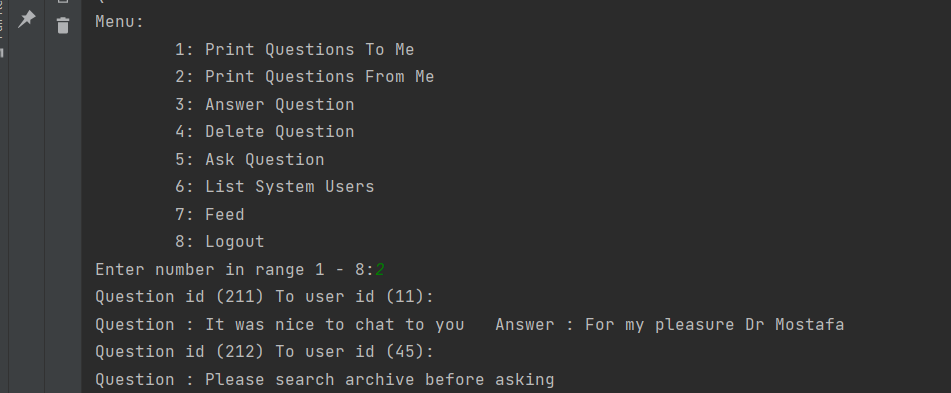 Menu:
1: Print Questions To Me
2: Print Questions From Me
3: Answer Question
4: Delete Question
5: Ask Question
6: List System Users
7: Feed
8: Logout
Enter number in range 1 - 8:2
Question id (211) To user id (11):
Question : It was nice to chat to you   Answer : For my pleasure Dr Mostafa
Question id (212) To user id (45):
Question : Please search archive before asking